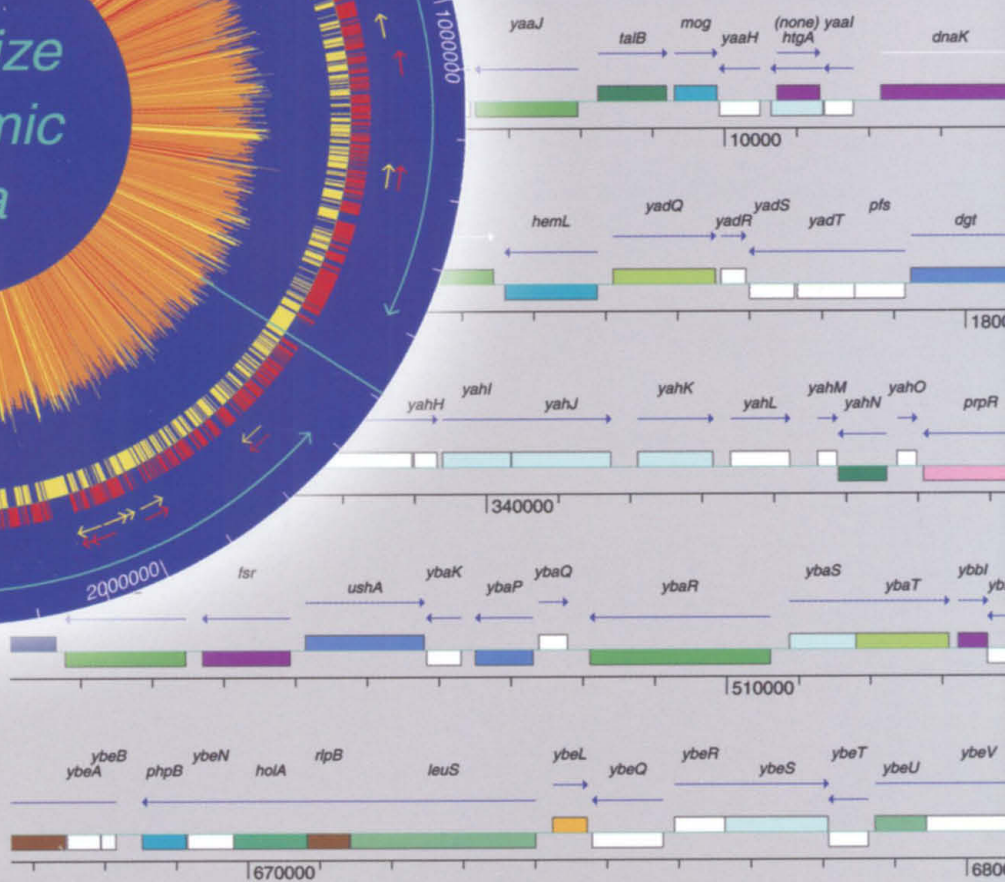 ize
mic
a
1000000
2000000
yaaJ
talB
mog
yaaH
(none) yaaI
htgA
dnaK
10000
hemL
yadQ
yadR
yadS
yadT
pfs
dgt
1800
yahH
yahI
yahJ
yahK
yahL
yahM
yahN
yahO
prpR
340000
fsr
ushA
ybaK
ybaP
ybaQ
ybaR
ybaS
ybaT
ybbI
510000
ybeA
ybeB
phpB
ybeN
holA
rlpB
leuS
ybeL
ybeQ
ybeR
ybeS
ybeT
ybeU
ybeV
670000
680